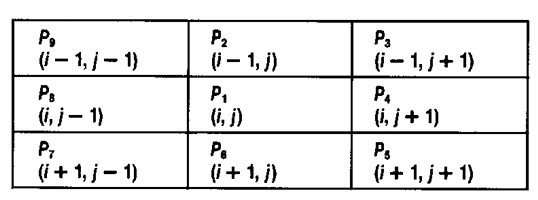 P₉ P₂ P₃
(i − 1, j − 1) (i − 1, j) (i − 1, j + 1)
P₈ P₁ P₄
(i, j − 1) (i, j) (i, j + 1)
P₇ P₆ P₅
(i + 1, j − 1) (i + 1, j) (i + 1, j + 1)